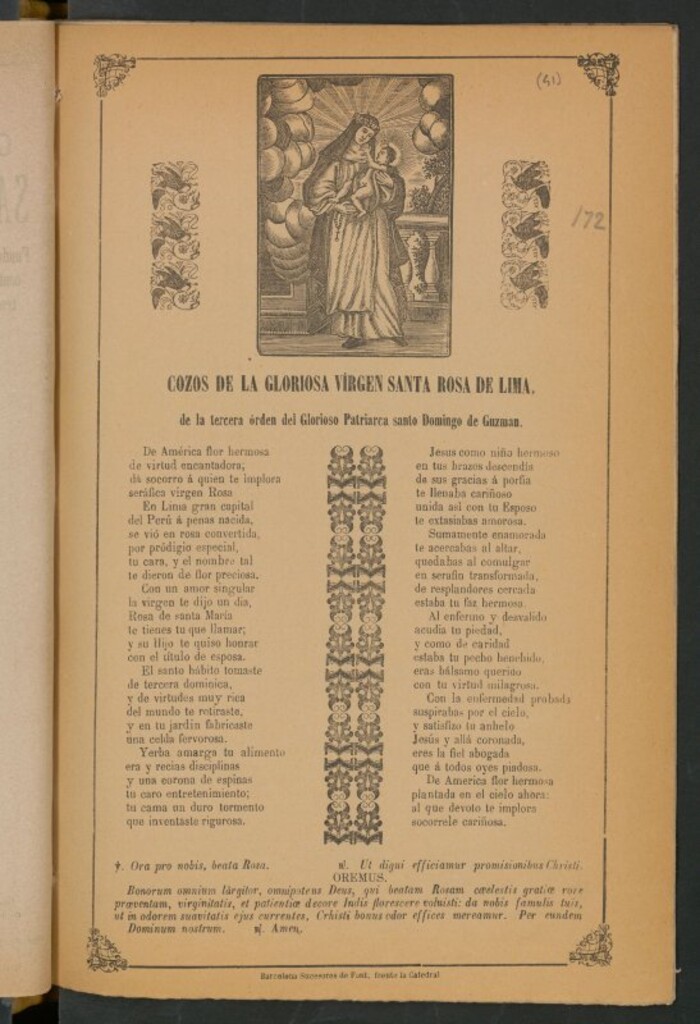 (41)
172
COZOS DE LA GLORIOSA VÍRGEN SANTA ROSA DE LIMA,
de la tercera órden del Glorioso Patriarca santo Domingo de Guzman.
De América flor hermosa
de virtud encantadora,
dá socorro á quien te implora
seráfica virgen Rosa
En Lima gran capital
del Perú á penas nacida,
se vió en rosa convertida,
por pródigio especial,
tu cara, y el nombre tal
te dieron de flor preciosa.
Con un amor singular
la virgen te dijo un dia,
Rosa de santa María
te tienes tu que llamar;
y su Hijo te quiso honrar
con el título de esposa.
El santo hábito tomaste
de tercera dominica,
y de virtudes muy rica
del mundo te retiraste,
y en tu jardin fabricaste
una celda fervorosa.
Yerba amarga tu alimento
era y recias disciplinas
y una corona de espinas
tu caro entretenimiento;
tu cama un duro tormento
que inventaste rigurosa.
Jesus como niño hermoso
en tus brazos descendia
de sus gracias á porfia
te llenaba cariñoso
unida asi con tu Esposo
te extasiabas amorosa.
Sumamente enamorada
te acercabas al altar,
quedabas al comulgar
en serafin transformada,
de resplandores cercada
estaba tu faz hermosa.
Al enfermo y desvalido
acudia tu piedad,
y como de caridad
estaba tu pecho henchido,
eras bálsamo querido
con tu virtud milagrosa.
Con la enfermedad probada
suspirabas por el cielo,
y satisfizo tu anhelo
Jesús y allá coronada,
eres la fiel abogada
que á todos oyes piadosa.
De America flor hermosa
plantada en el cielo ahora:
al que devoto te implora
socorrele cariñosa.
℣. Ora pro nobis, beata Rosa.
℟. Ut digni efficiamur promisionibus Christi.
OREMUS.
Bonorum omnium lárgitor, omnipotens Deus, qui beatam Rosam cœlestis gratiæ rore
præventam, virginitatis, et patientiæ decore Indis florescere voluisti: da nobis famulis tuis,
ut in odorem suavitatis ejus currentes, Crhisti bonus odor effices mereamur. Per eundem
Dominum nostrum. ℟. Amen.
Barcelona Sucesores de Font, frente la Catedral